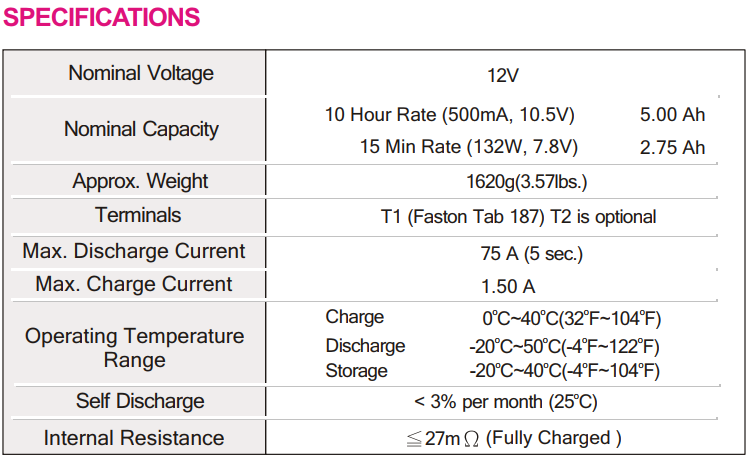 SPECIFICATIONS
Nominal Voltage 12V
Nominal Capacity 10 Hour Rate (500mA, 10.5V) 5.00 Ah
15 Min Rate (132W, 7.8V) 2.75 Ah
Approx. Weight 1620g(3.57lbs.)
Terminals T1 (Faston Tab 187) T2 is optional
Max. Discharge Current 75 A (5 sec.)
Max. Charge Current 1.50 A
Operating Temperature Range Charge 0°C~40°C(32°F~104°F)
Discharge -20°C~50°C(-4°F~122°F)
Storage -20°C~40°C(-4°F~104°F)
Self Discharge < 3% per month (25°C)
Internal Resistance ≦27mΩ (Fully Charged )